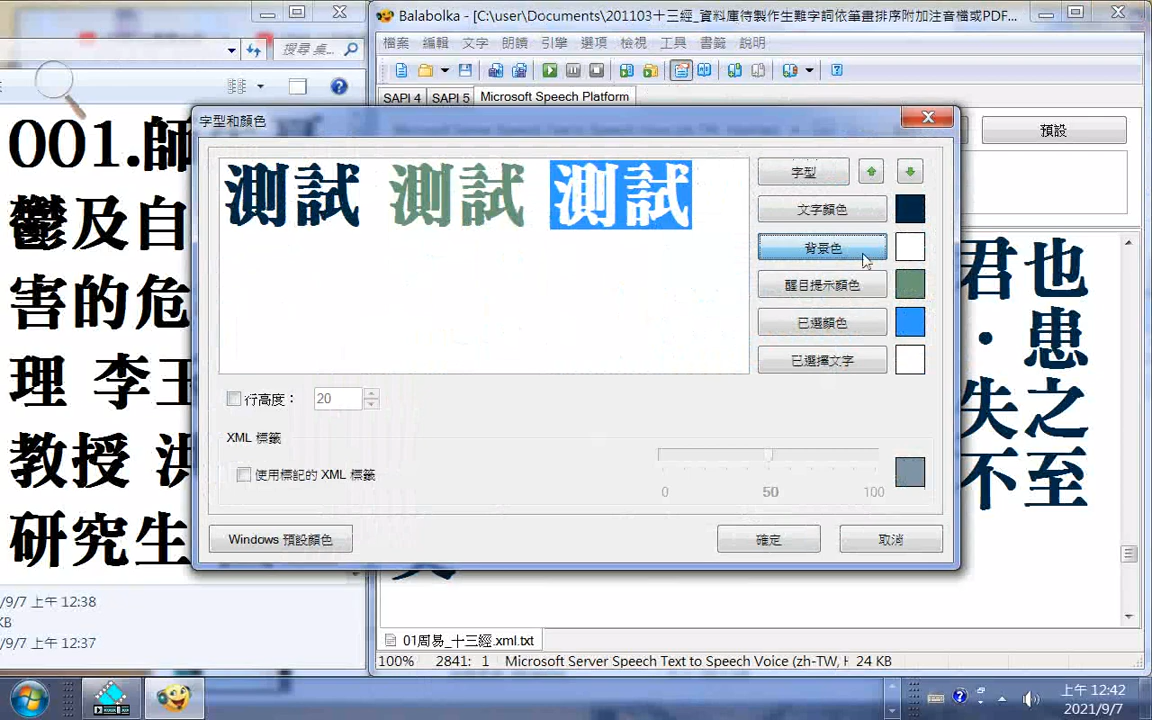 Balabolka - [C:\user\Documents\201103十三經_資料庫待製作生難字詞依筆畫排序附加注音檔或PDF...
搜尋 桌...
檔案 編輯 文字 朗讀 引擎 選項 檢視 工具 書籤 說明
SAPI 4 SAPI 5 Microsoft Speech Platform
字型和顏色
預設
測試 測試 測試
字型
文字顏色
背景色
醒目提示顏色
已選顏色
已選擇文字
行高度： 20
XML 標籤
使用標記的 XML 標籤
0 50 100
Windows 預設顏色
確定
取消
001.師
鬱及自
害的危
理 李王
教授 洪
研究生
君也
・患
失之
不至
/9/7 上午 12:38
KB
/9/7 上午 12:37
01周易_十三經.xml.txt
100% 2841: 1 Microsoft Server Speech Text to Speech Voice (zh-TW, H 24 KB
上午 12:42
2021/9/7